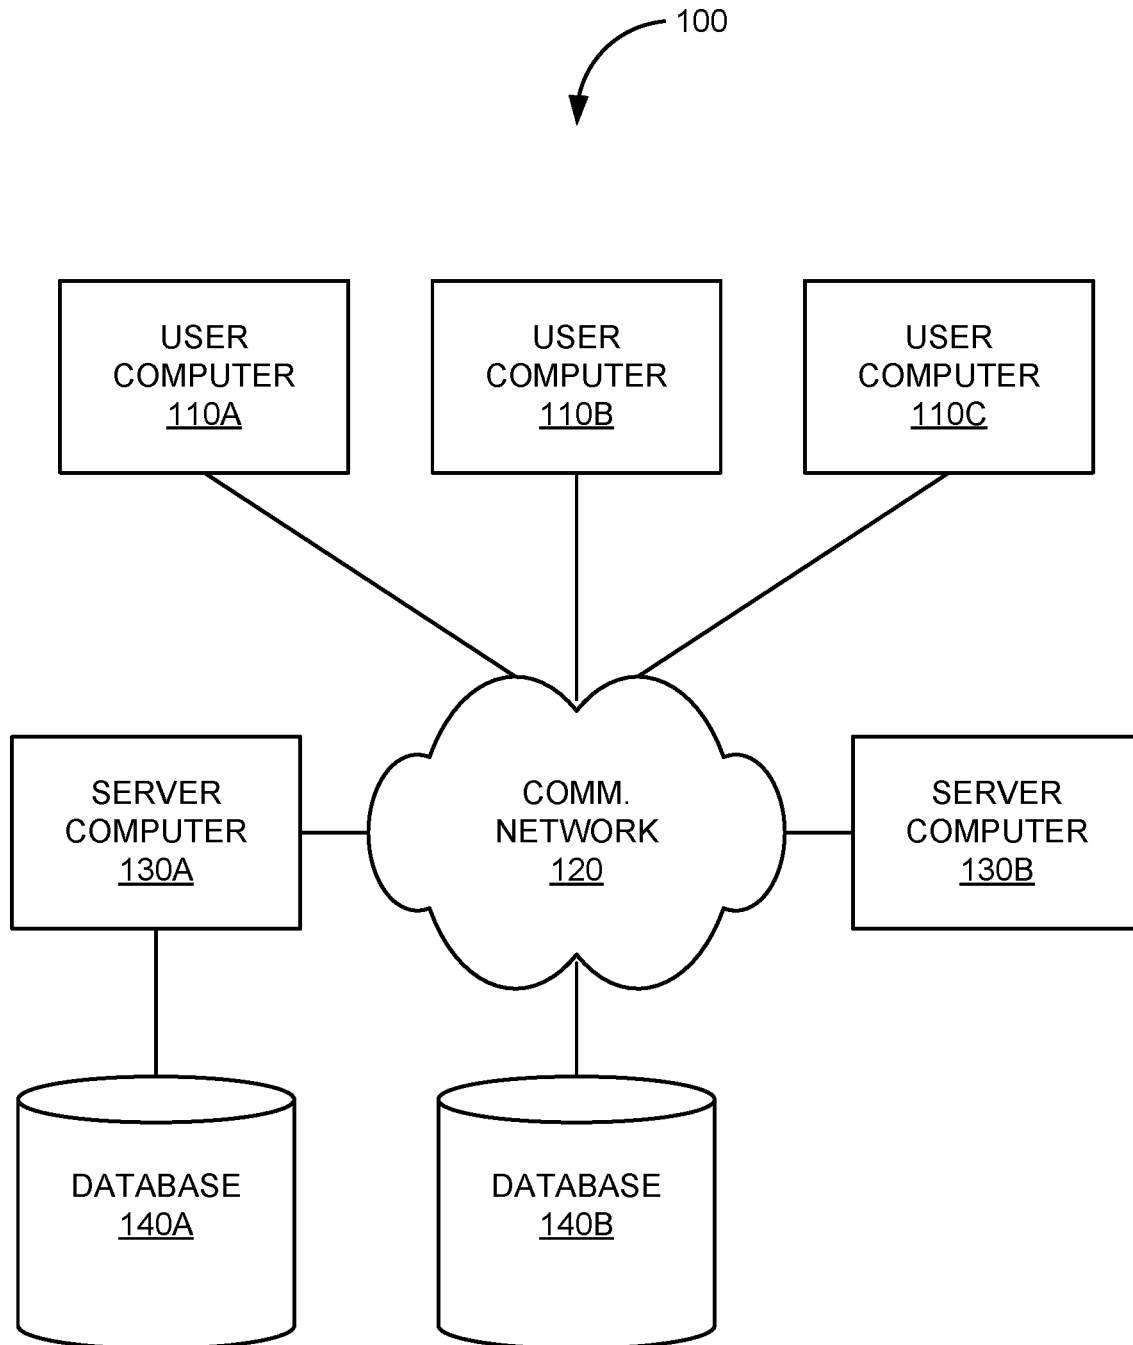 100
USER
COMPUTER
110A
USER
COMPUTER
110B
USER
COMPUTER
110C
SERVER
COMPUTER
130A
COMM.
NETWORK
120
SERVER
COMPUTER
130B
DATABASE
140A
DATABASE
140B